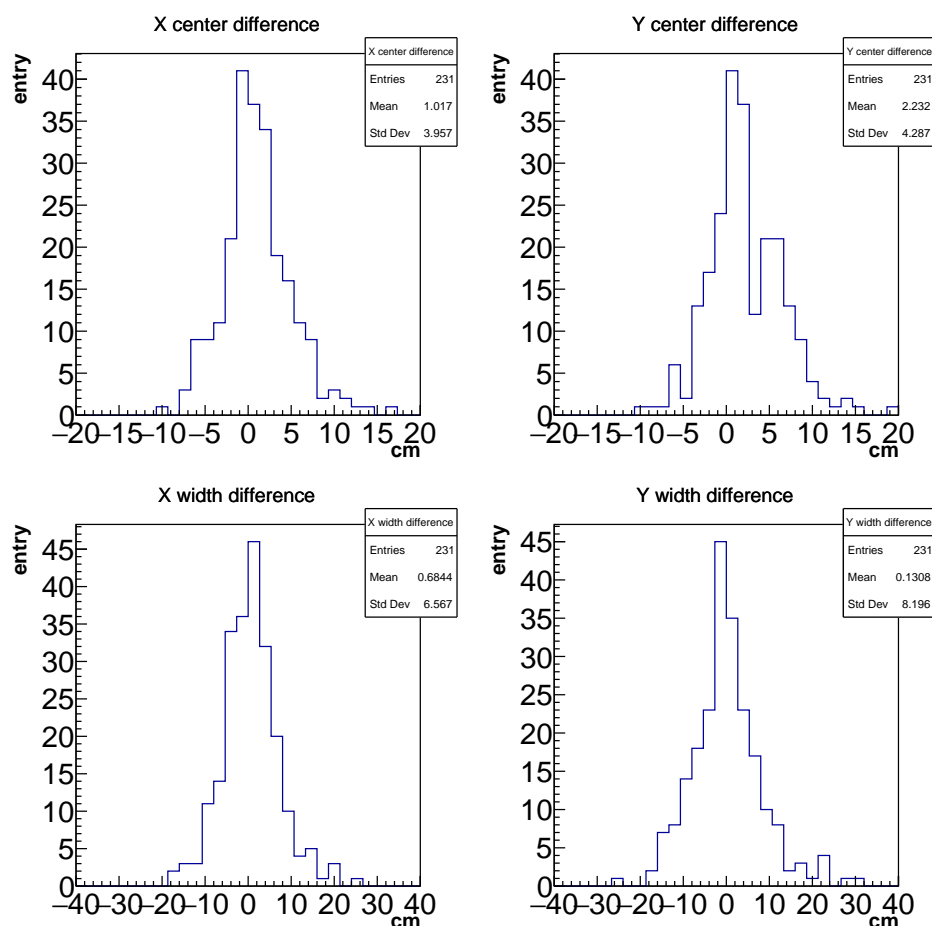 X center difference
entry
X center difference
Entries 231
Mean 1.017
Std Dev 3.957
40
35
30
25
20
15
10
5
0
−20 −15 −10 −5 0 5 10 15 20
cm
Y center difference
entry
Y center difference
Entries 231
Mean 2.232
Std Dev 4.287
40
35
30
25
20
15
10
5
0
−20 −15 −10 −5 0 5 10 15 20
cm
X width difference
entry
X width difference
Entries 231
Mean 0.6844
Std Dev 6.567
45
40
35
30
25
20
15
10
5
0
−40 −30 −20 −10 0 10 20 30 40
cm
Y width difference
entry
Y width difference
Entries 231
Mean 0.1308
Std Dev 8.196
45
40
35
30
25
20
15
10
5
0
−40 −30 −20 −10 0 10 20 30 40
cm